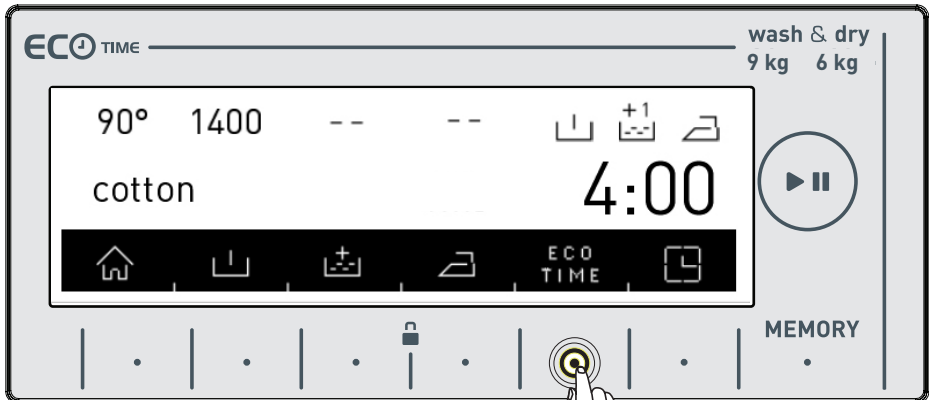 ECO TIME
wash & dry
9 kg 6 kg
90° 1400 -- --
+1
cotton 4:00
ECO
TIME
MEMORY